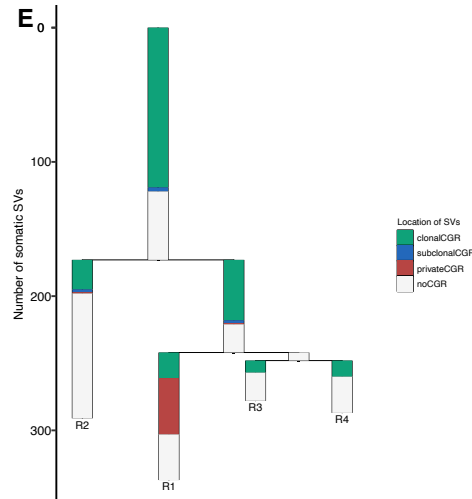 E
0
100
200
300
Number of somatic SVs
R2
R1
R3
R4
Location of SVs
clonalCGR
subclonalCGR
privateCGR
noCGR